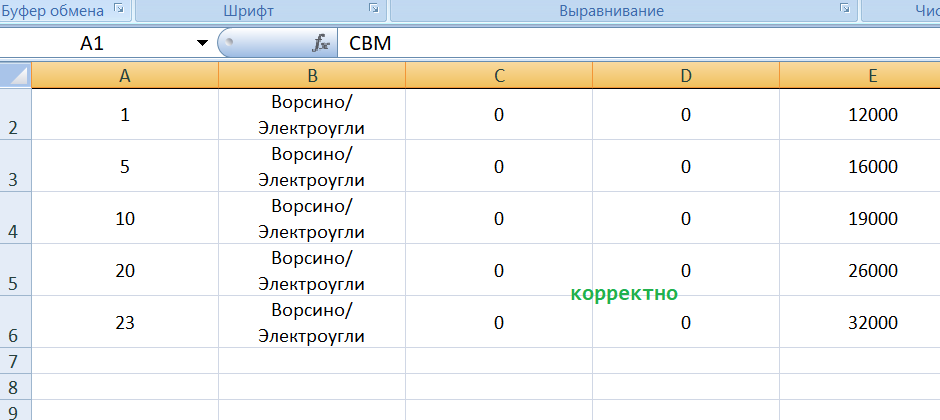 Буфер обмена Шрифт Выравнивание Чис
A1 fx CBM
A B C D E
2 1 Ворсино/
Электроугли 0 0 12000
3 5 Ворсино/
Электроугли 0 0 16000
4 10 Ворсино/
Электроугли 0 0 19000
5 20 Ворсино/
Электроугли 0 0 26000
корректно
6 23 Ворсино/
Электроугли 0 0 32000
7
8
9